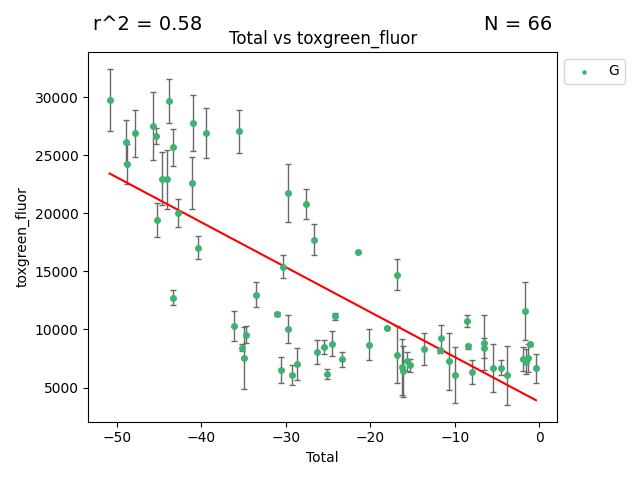 r^2 = 0.58
N = 66
Total vs toxgreen_fluor
G
30000
25000
20000
15000
10000
5000
toxgreen_fluor
−50
−40
−30
−20
−10
0
Total